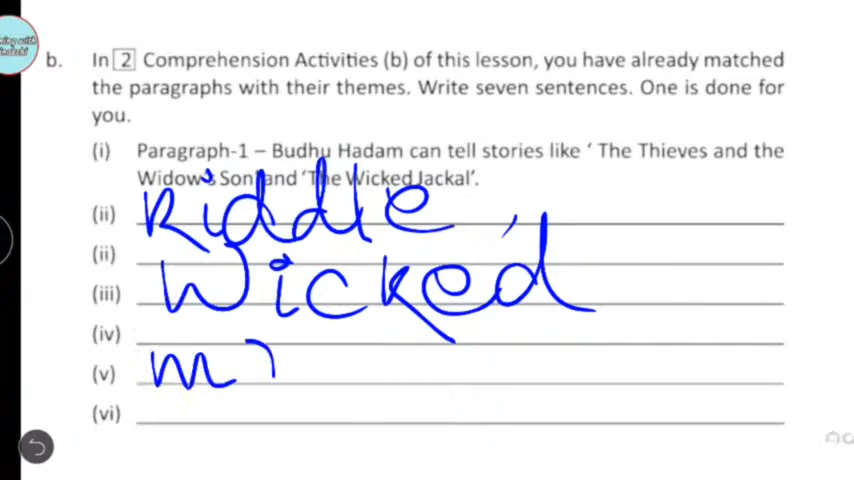 b. In 2 Comprehension Activities (b) of this lesson, you have already matched
the paragraphs with their themes. Write seven sentences. One is done for
you.
(i) Paragraph-1 – Budhu Hadam can tell stories like ‘ The Thieves and the
Widow's Son' and ‘The Wicked Jackal’.
(ii) Riddle
(ii)
(iii) Wicked
(iv)
(v) m
(vi)